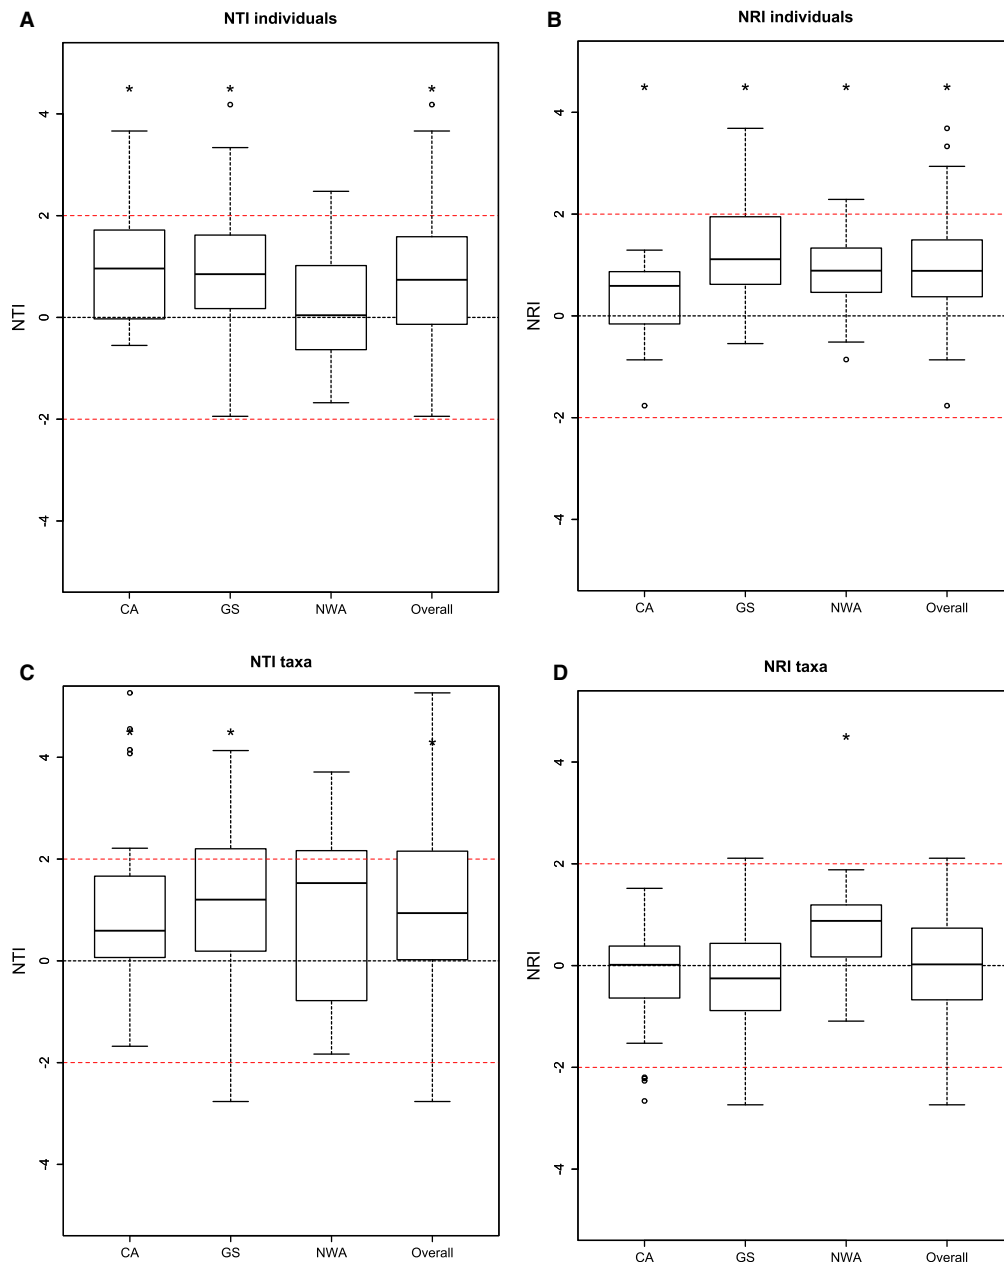 A
NTI individuals
NTI
4
2
0
-2
-4
* * *
CA GS NWA Overall
B
NRI individuals
NRI
4
2
0
-2
-4
* * * *
CA GS NWA Overall
C
NTI taxa
NTI
4
2
0
-2
-4
* * *
CA GS NWA Overall
D
NRI taxa
NRI
4
2
0
-2
-4
*
CA GS NWA Overall